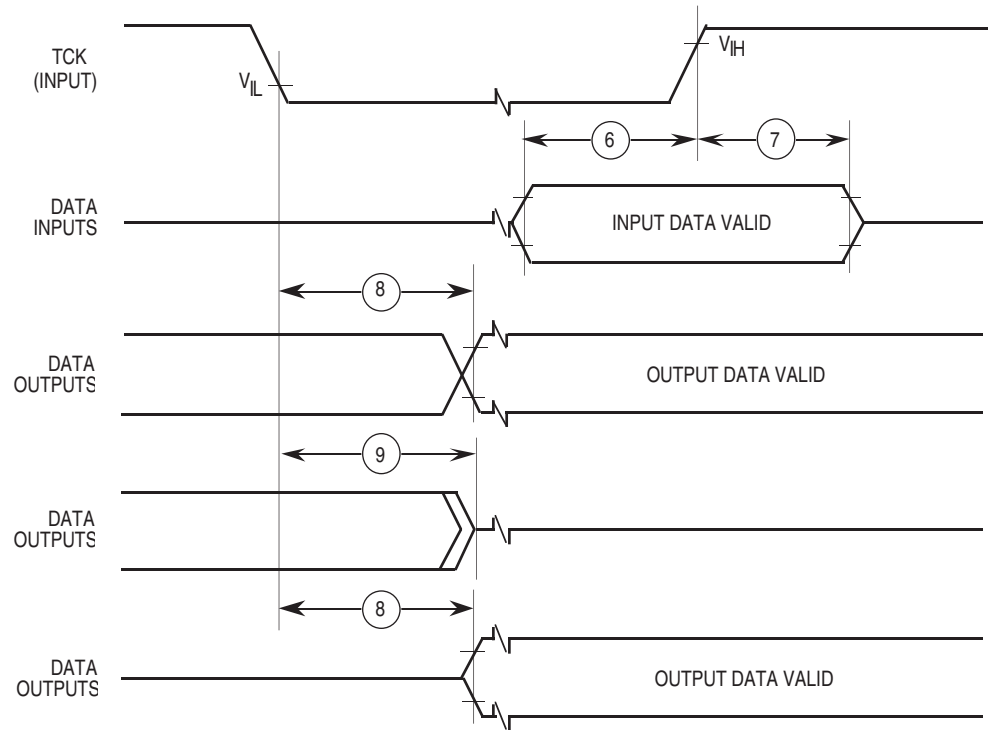 TCK
(INPUT)
VIL
VIH
6
7
DATA
INPUTS
INPUT DATA VALID
8
DATA
OUTPUTS
OUTPUT DATA VALID
9
DATA
OUTPUTS
8
DATA
OUTPUTS
OUTPUT DATA VALID